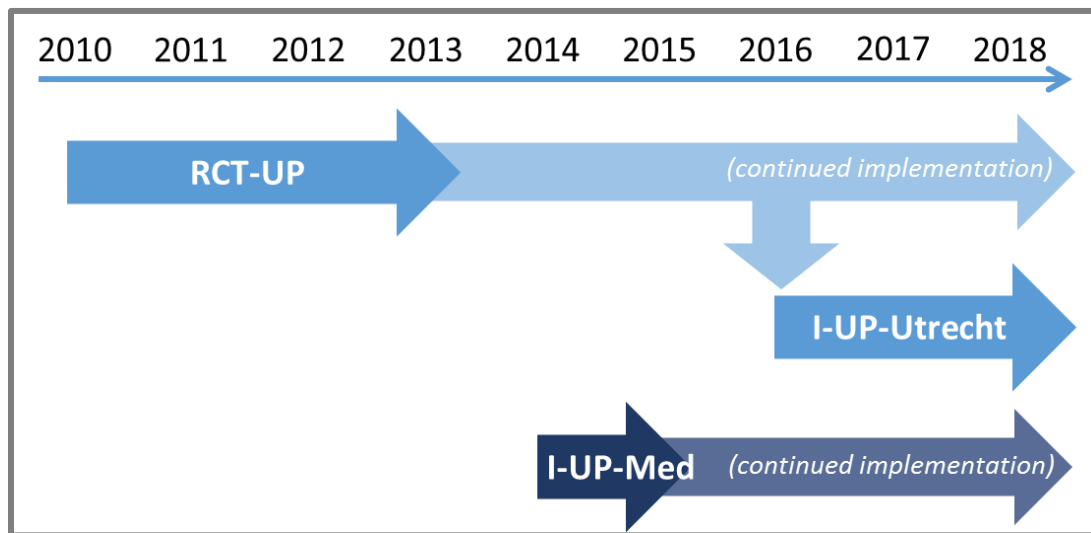 2010 2011 2012 2013 2014 2015 2016 2017 2018
RCT-UP (continued implementation)
I-UP-Utrecht
I-UP-Med (continued implementation)